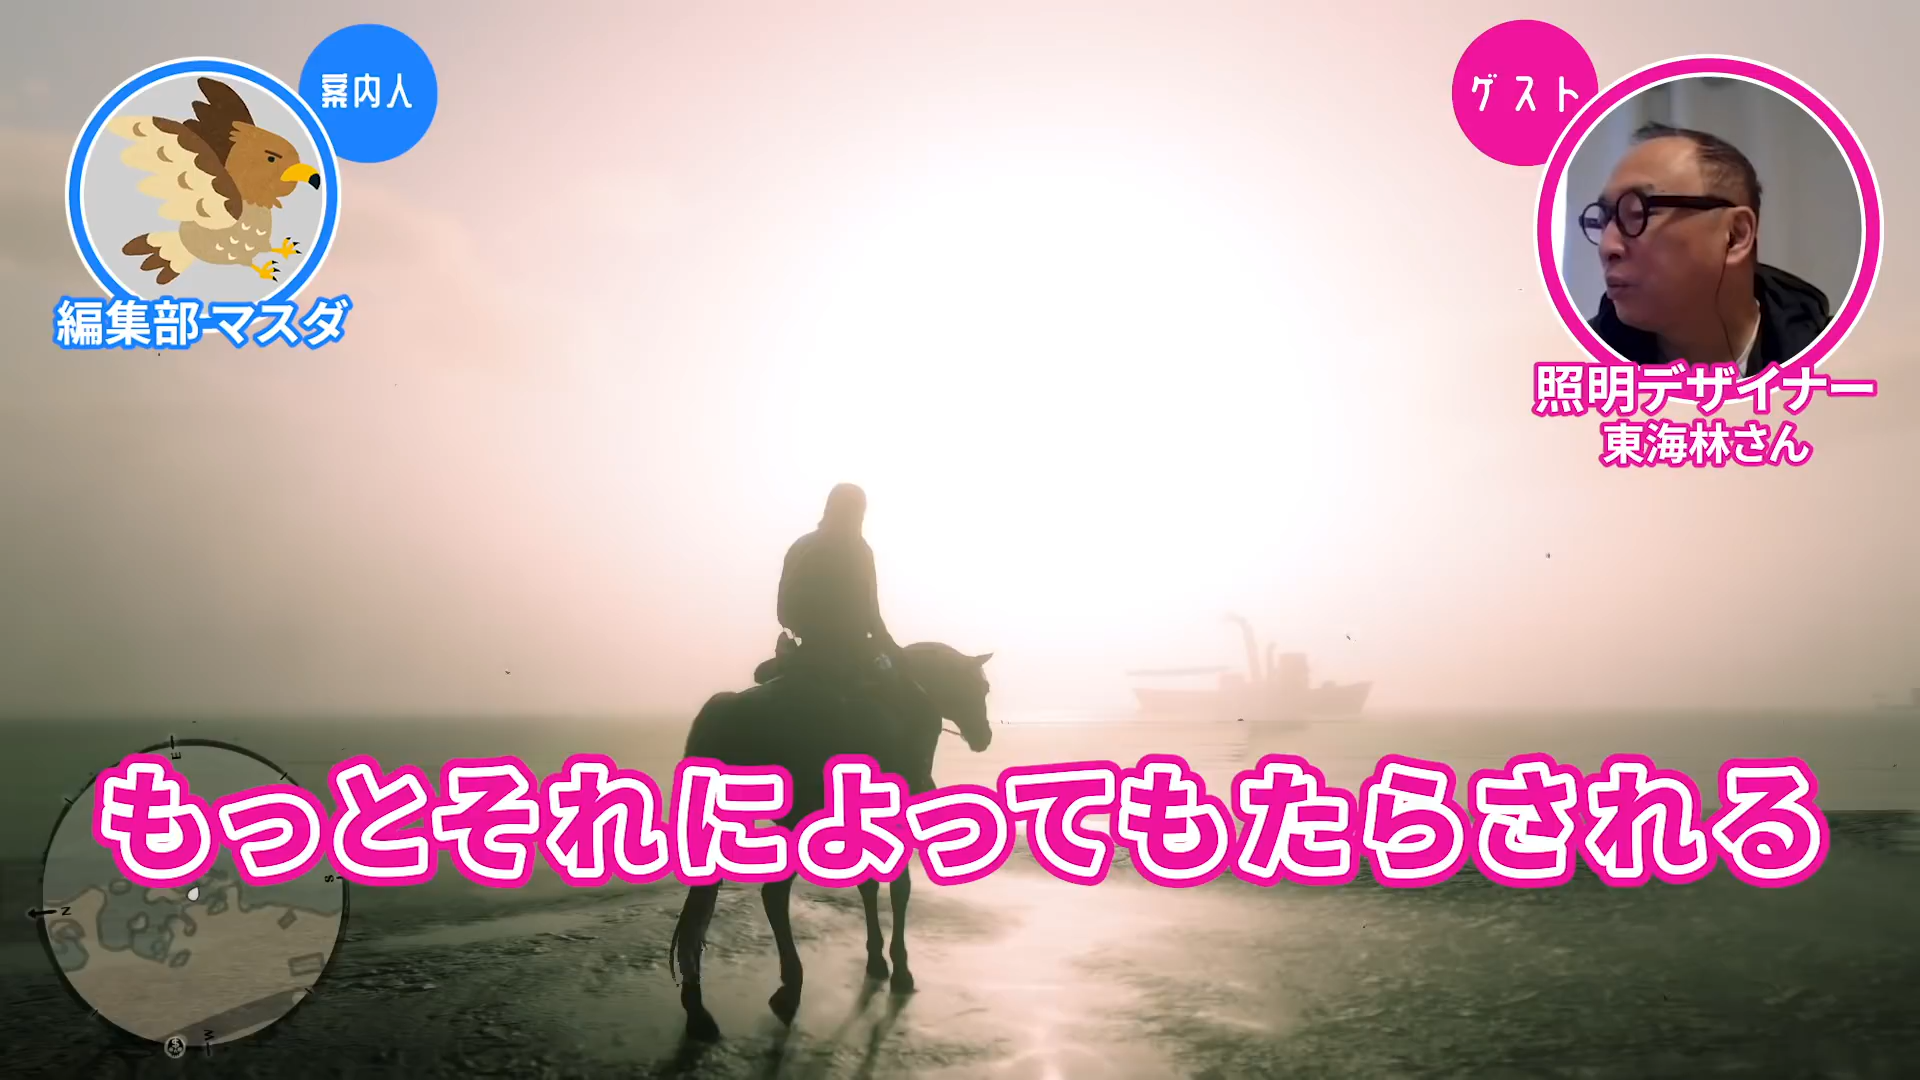 案内人
編集部 マスダ
ゲスト
照明デザイナー
東海林さん
もっとそれによってもたらされる
E
S
N
W